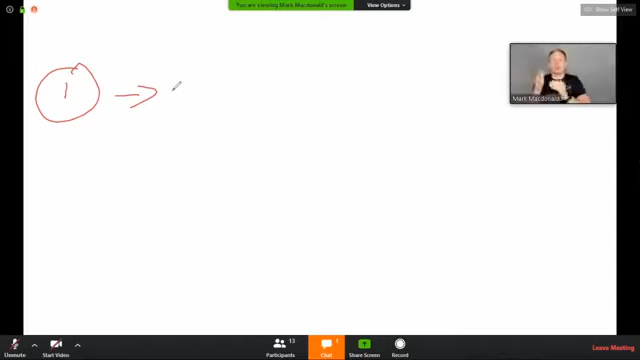 You are viewing Mark Macdonald's screen
View Options
Show Self View
1
Mark Macdonald
Unmute
Start Video
13
Participants
1
Chat
Share Screen
Record
Leave Meeting